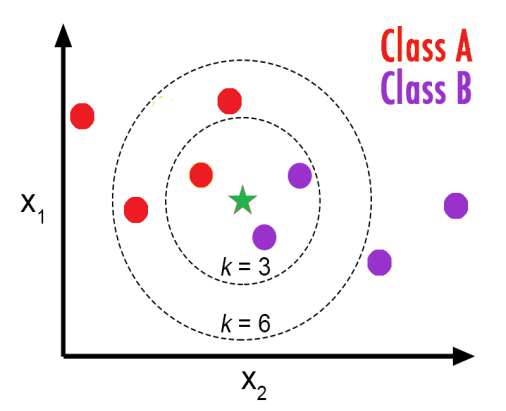 Class A
Class B
x1
k = 3
k = 6
x2